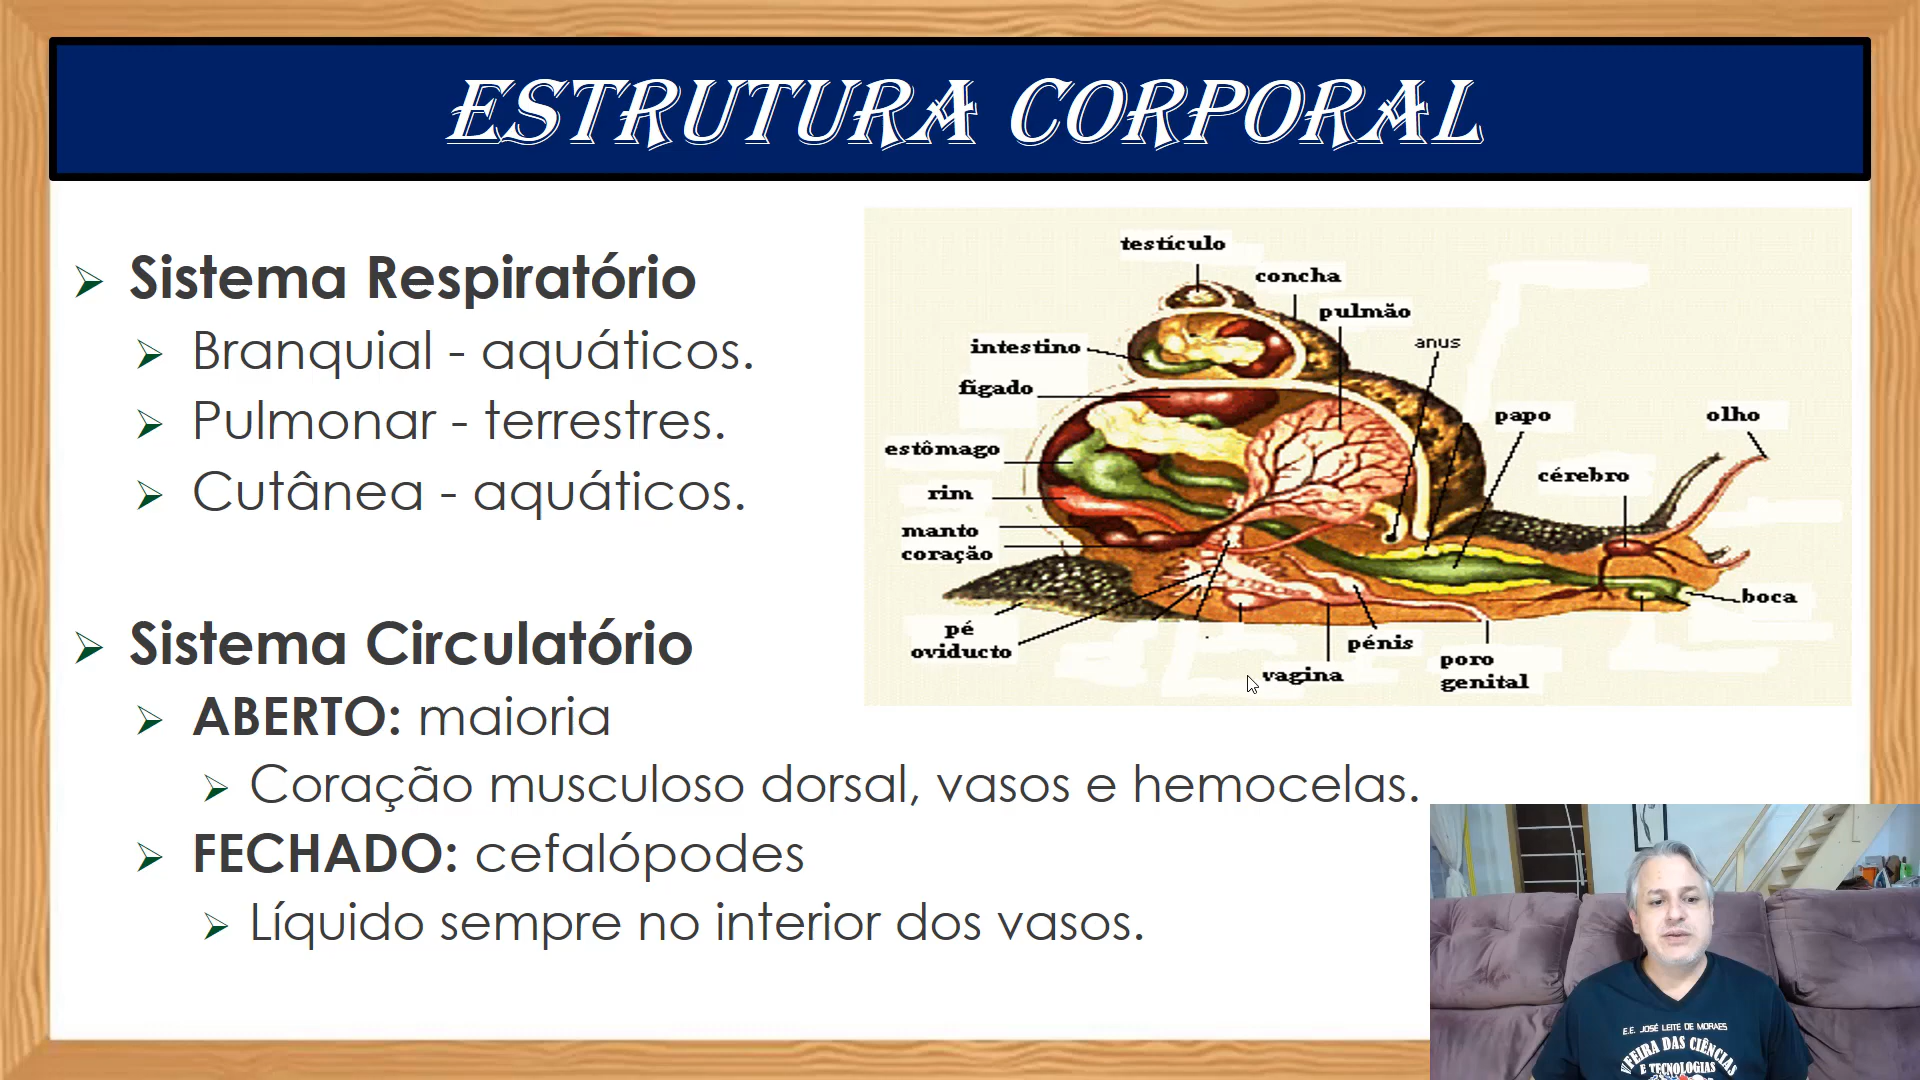 ESTRUTURA CORPORAL
Sistema Respiratório
Branquial - aquáticos.
Pulmonar - terrestres.
Cutânea - aquáticos.
Sistema Circulatório
ABERTO: maioria
Coração musculoso dorsal, vasos e hemocelas.
FECHADO: cefalópodes
Líquido sempre no interior dos vasos.
testículo
concha
pulmão
anus
intestino
fígado
papo
olho
estômago
cérebro
rim
manto
coração
boca
pé
oviducto
pénis
vagina
poro
genital
E.E. JOSÉ LEITE DE MORAES
FEIRA DAS CIÊNCIAS
E TECNOLOGIAS